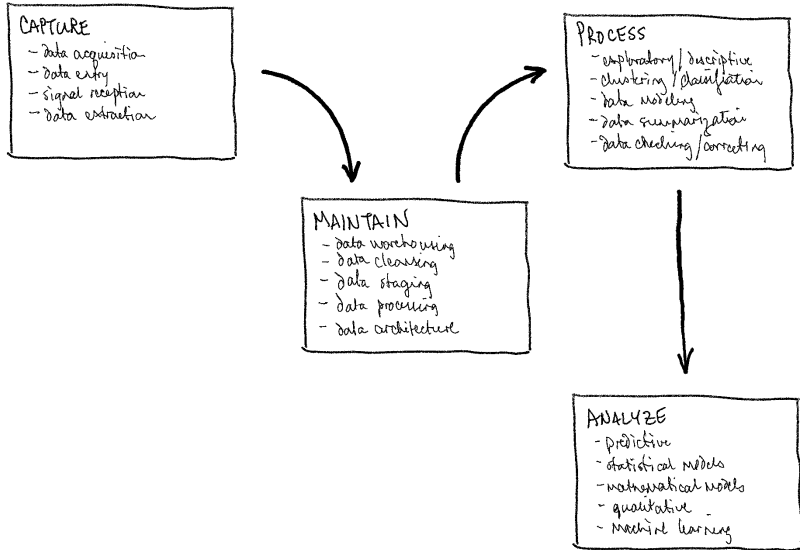 CAPTURE
- data acquisition
- data entry
- signal reception
- data extraction
MAINTAIN
- data warehousing
- data cleansing
- data staging
- data processing
- data architecture
PROCESS
- exploratory/descriptive
- clustering/classification
- data modeling
- data summarization
- data checking/correcting
ANALYZE
- predictive
- statistical models
- mathematical models
- qualitative
- machine learning